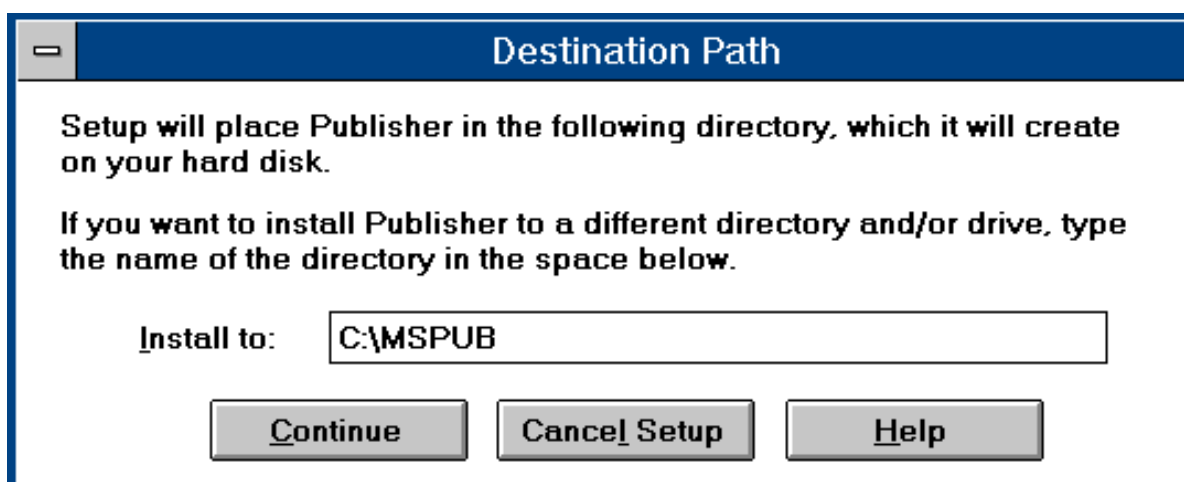 Destination Path
Setup will place Publisher in the following directory, which it will create
on your hard disk.
If you want to install Publisher to a different directory and/or drive, type
the name of the directory in the space below.
Install to: C:\MSPUB
Continue Cancel Setup Help